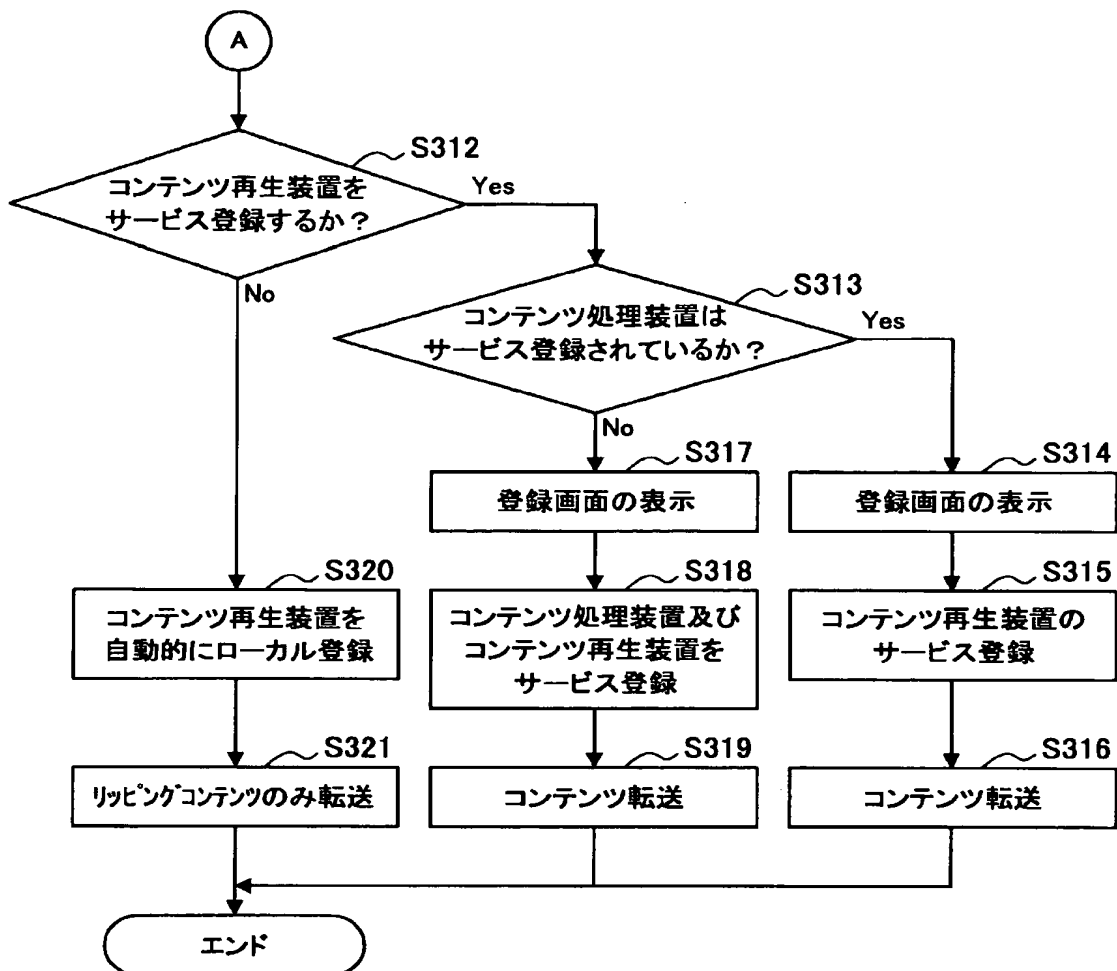 A
S312
コンテンツ再生装置を
サービス登録するか？
Yes
No
S313
コンテンツ処理装置は
サービス登録されているか？
Yes
No
S317
登録画面の表示
S314
登録画面の表示
S320
コンテンツ再生装置を
自動的にローカル登録
S318
コンテンツ処理装置及び
コンテンツ再生装置を
サービス登録
S315
コンテンツ再生装置の
サービス登録
S321
ﾘｯﾋﾟﾝｸﾞｺﾝﾃﾝﾂのみ転送
S319
コンテンツ転送
S316
コンテンツ転送
エンド